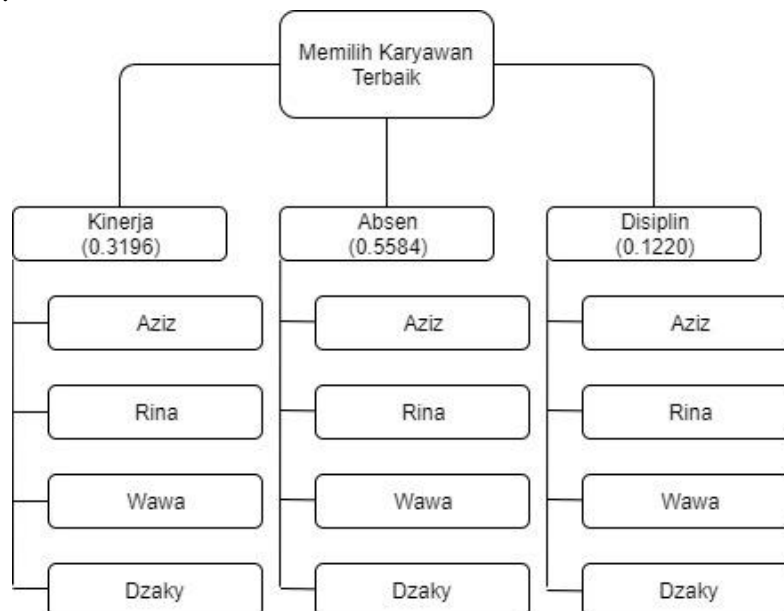 Memilih Karyawan
Terbaik
Kinerja
(0.3196)
Absen
(0.5584)
Disiplin
(0.1220)
Aziz
Aziz
Aziz
Rina
Rina
Rina
Wawa
Wawa
Wawa
Dzaky
Dzaky
Dzaky